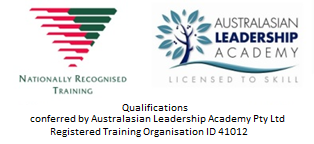 NATIONALLY RECOGNISED
TRAINING
AUSTRALASIAN
LEADERSHIP
ACADEMY
LICENSED TO SKILL
Qualifications
conferred by Australasian Leadership Academy Pty Ltd
Registered Training Organisation ID 41012